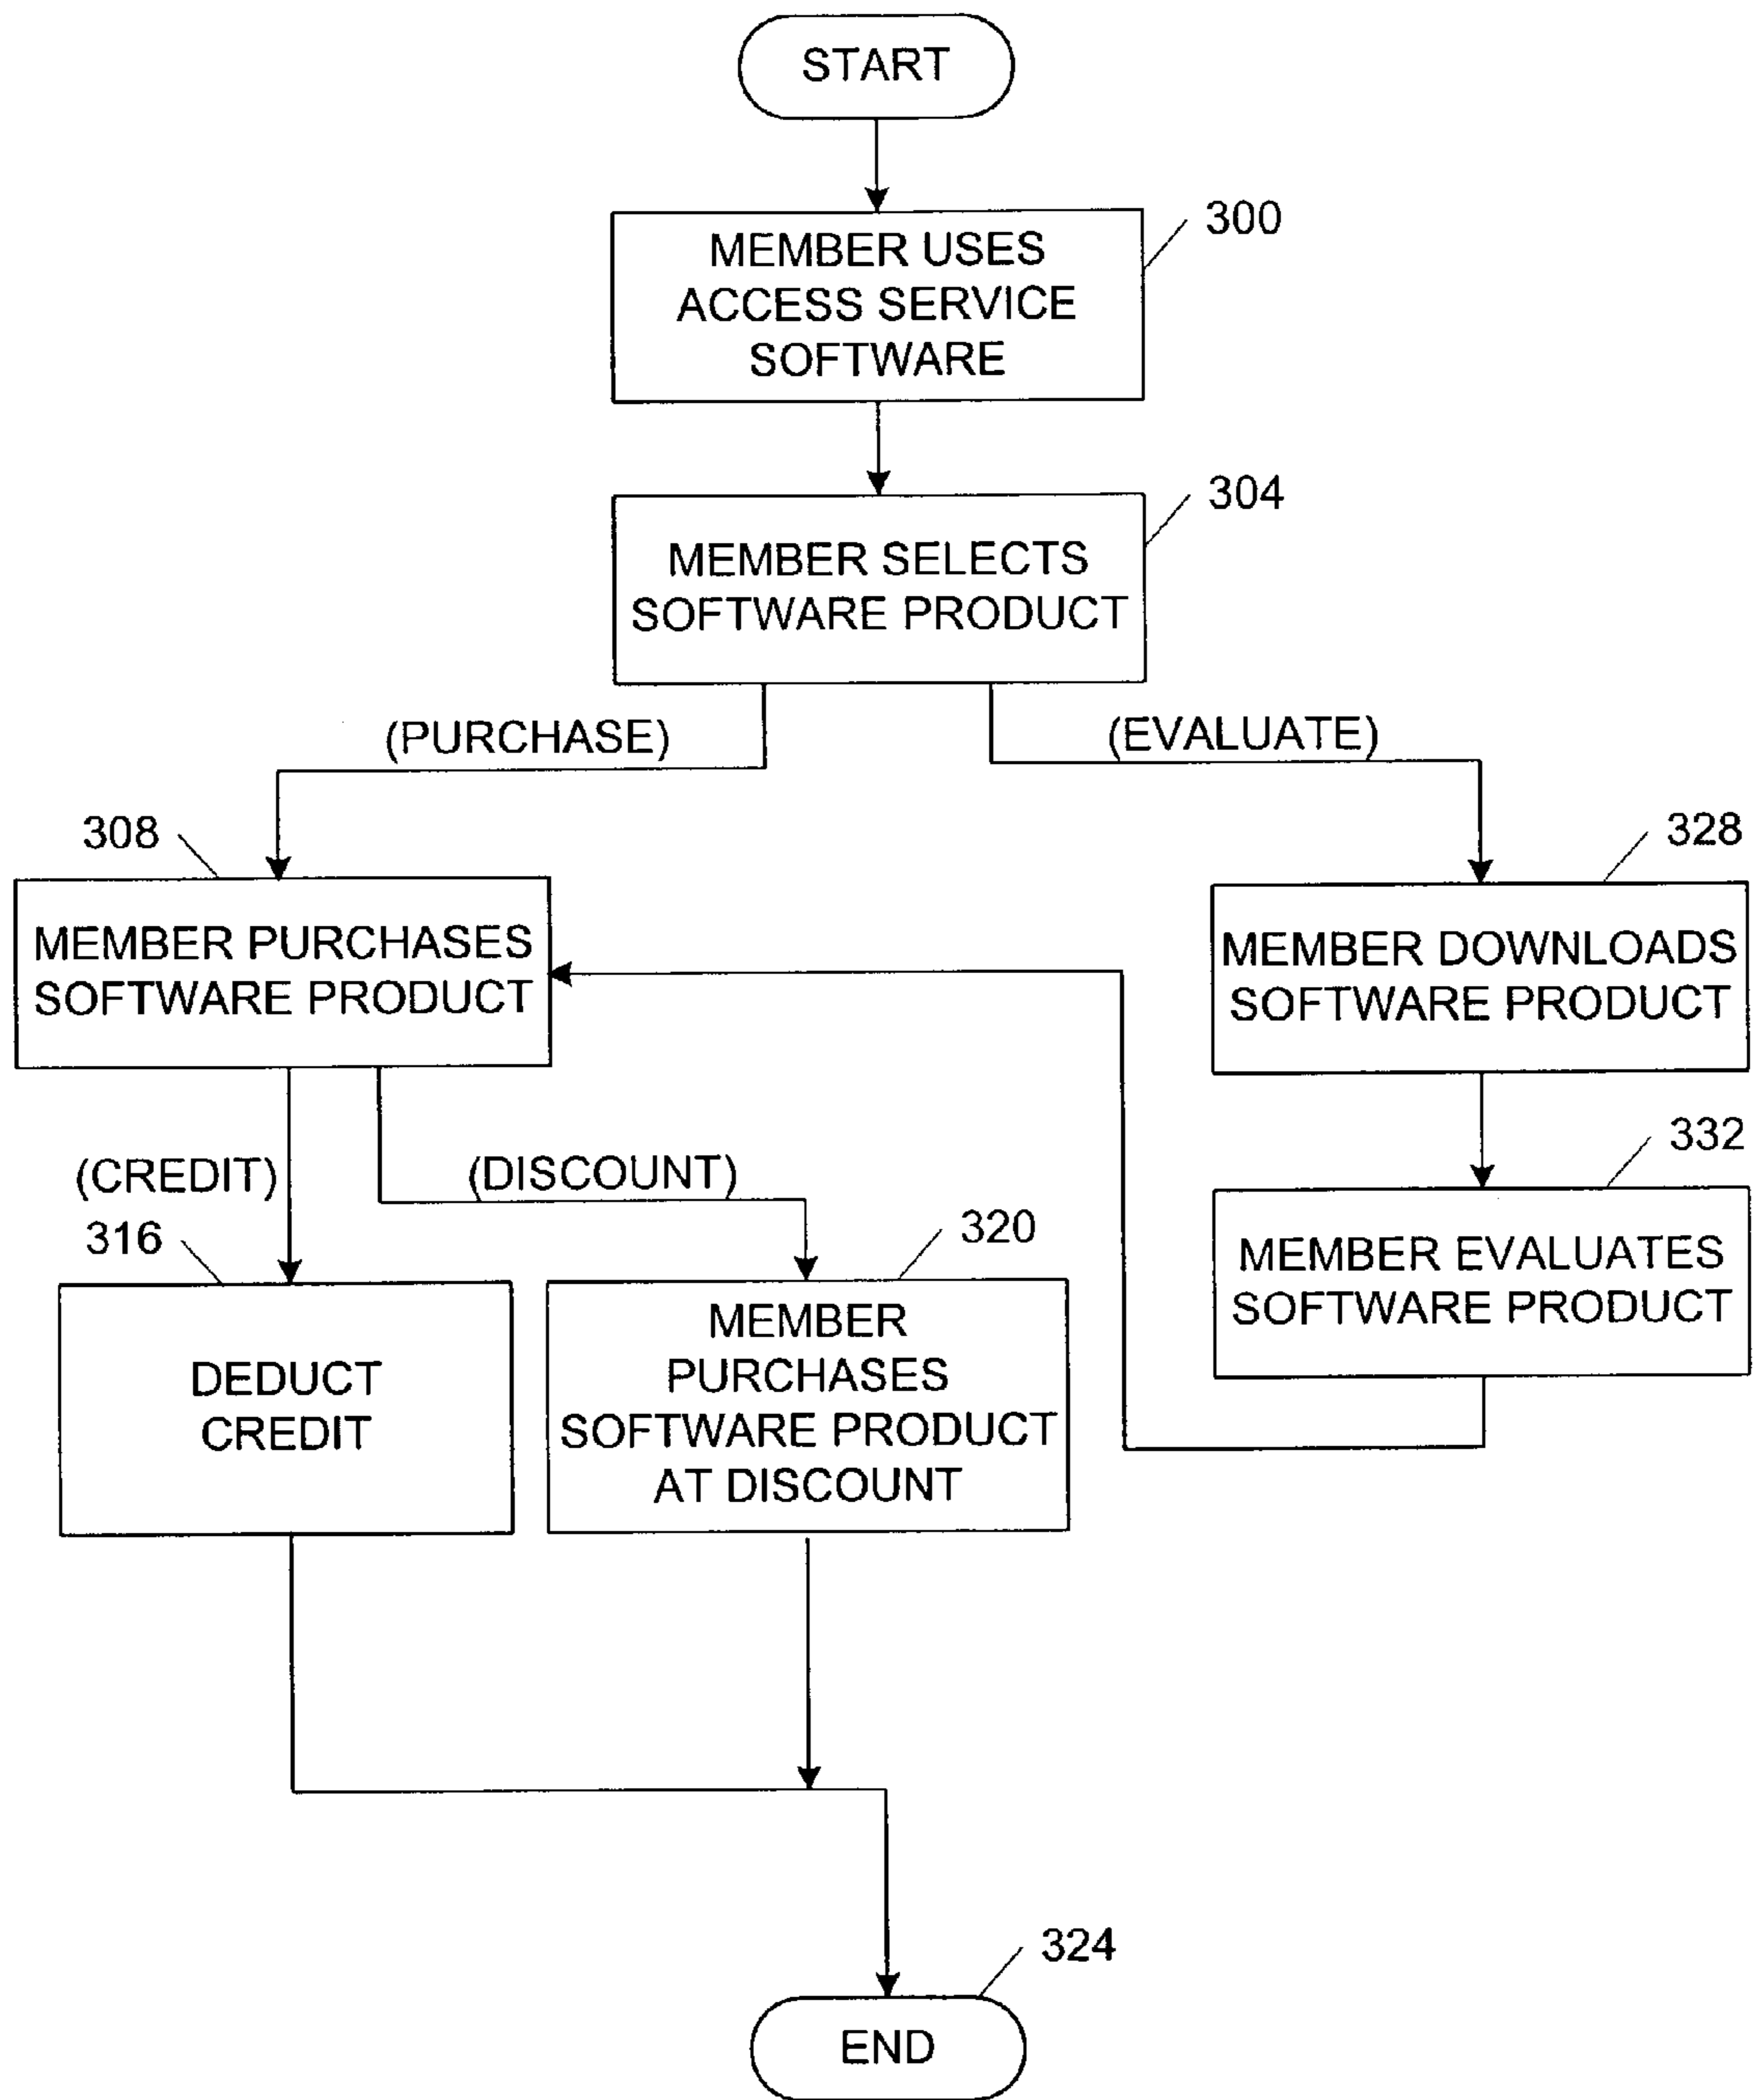 START
300
MEMBER USES
ACCESS SERVICE
SOFTWARE
304
MEMBER SELECTS
SOFTWARE PRODUCT
(PURCHASE)
(EVALUATE)
308
MEMBER PURCHASES
SOFTWARE PRODUCT
328
MEMBER DOWNLOADS
SOFTWARE PRODUCT
(CREDIT)
(DISCOUNT)
332
MEMBER EVALUATES
SOFTWARE PRODUCT
316
DEDUCT
CREDIT
320
MEMBER
PURCHASES
SOFTWARE PRODUCT
AT DISCOUNT
324
END